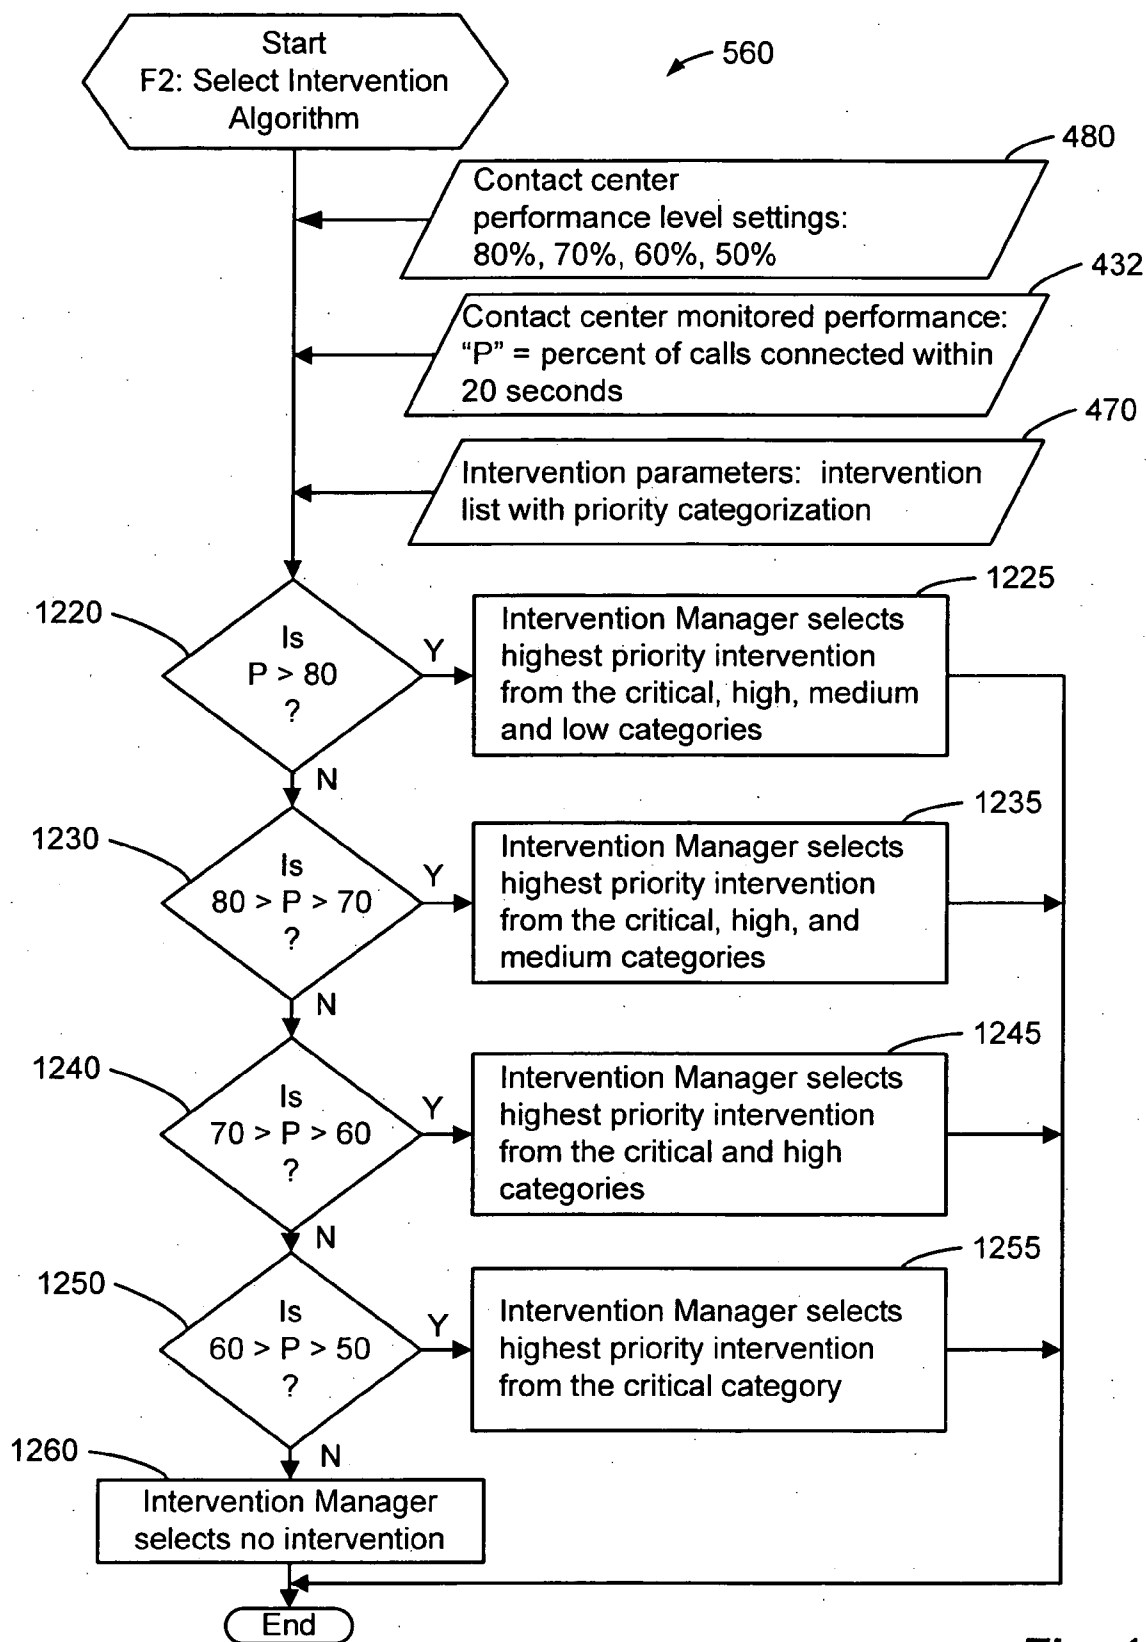 Start
F2: Select Intervention
Algorithm
560
480
Contact center
performance level settings:
80%, 70%, 60%, 50%
432
Contact center monitored performance:
“P” = percent of calls connected within
20 seconds
470
Intervention parameters: intervention
list with priority categorization
1220
Is
P > 80
?
Y
N
1225
Intervention Manager selects
highest priority intervention
from the critical, high, medium
and low categories
1230
Is
80 > P > 70
?
Y
N
1235
Intervention Manager selects
highest priority intervention
from the critical, high, and
medium categories
1240
Is
70 > P > 60
?
Y
N
1245
Intervention Manager selects
highest priority intervention
from the critical and high
categories
1250
Is
60 > P > 50
?
Y
N
1255
Intervention Manager selects
highest priority intervention
from the critical category
1260
Intervention Manager
selects no intervention
End